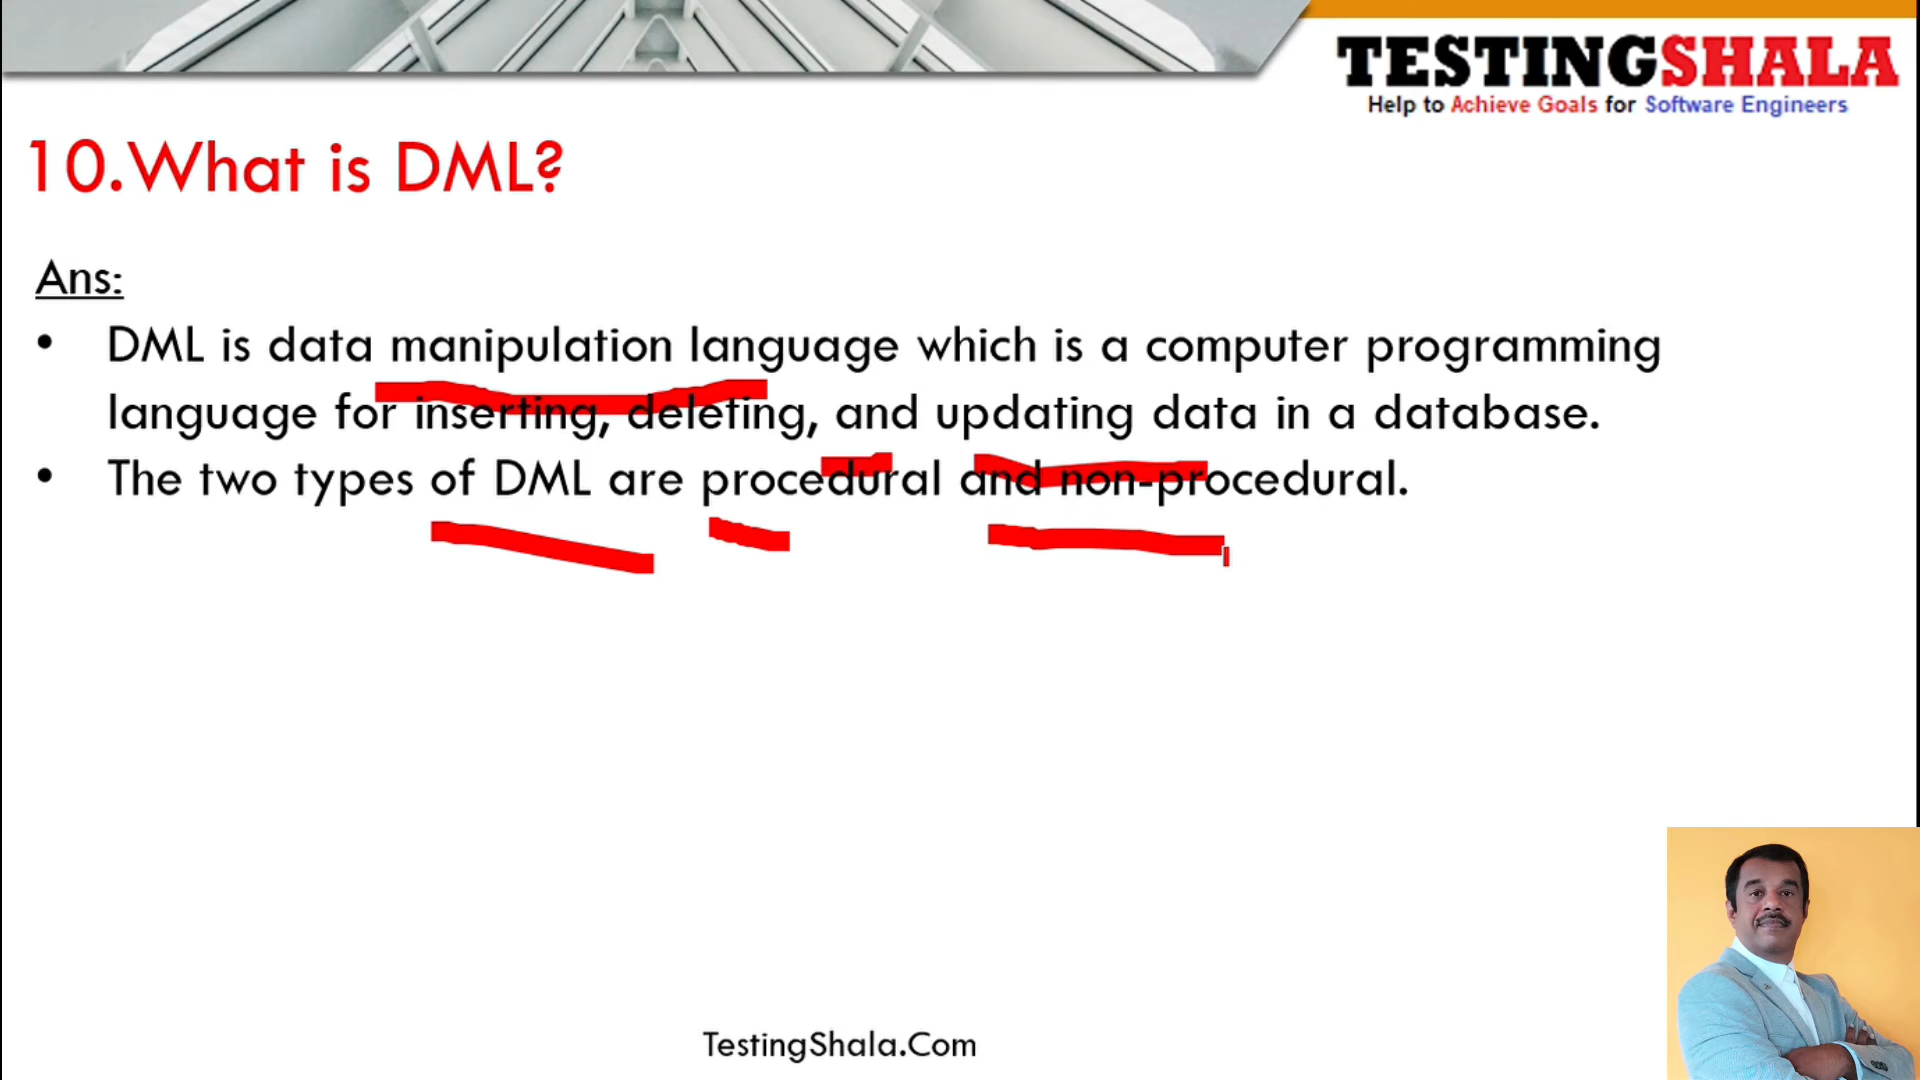 TESTINGSHALA
Help to Achieve Goals for Software Engineers
10.What is DML?
Ans:
• DML is data manipulation language which is a computer programming
language for inserting, deleting, and updating data in a database.
• The two types of DML are procedural and non-procedural.
TestingShala.Com